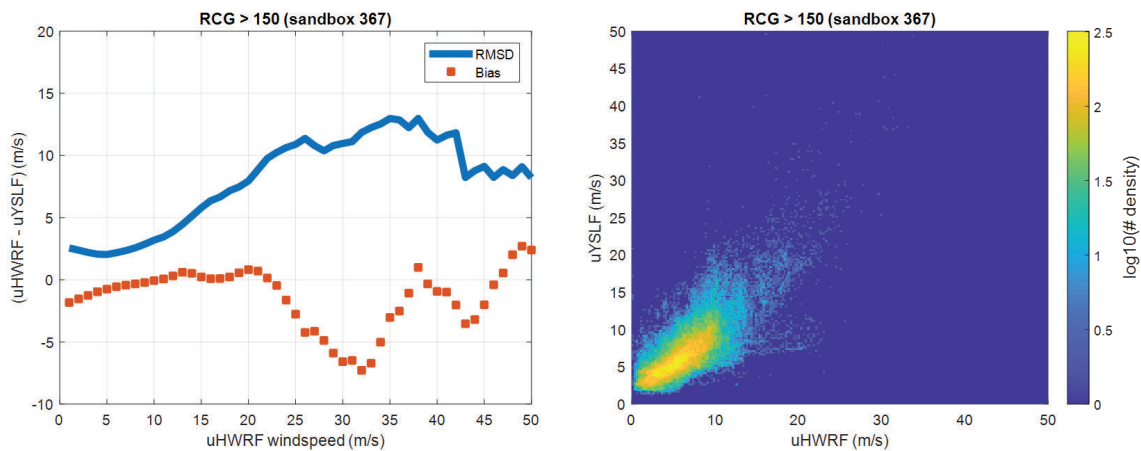 RCG > 150 (sandbox 367)
20
15
10
5
0
-5
-10
(uHWRF - uYSLF) (m/s)
RMSD
Bias
0 5 10 15 20 25 30 35 40 45 50
uHWRF windspeed (m/s)
RCG > 150 (sandbox 367)
50
45
40
35
30
25
20
15
10
5
0
uYSLF (m/s)
0 10 20 30 40 50
uHWRF (m/s)
2.5
2
1.5
1
0.5
0
log10(# density)